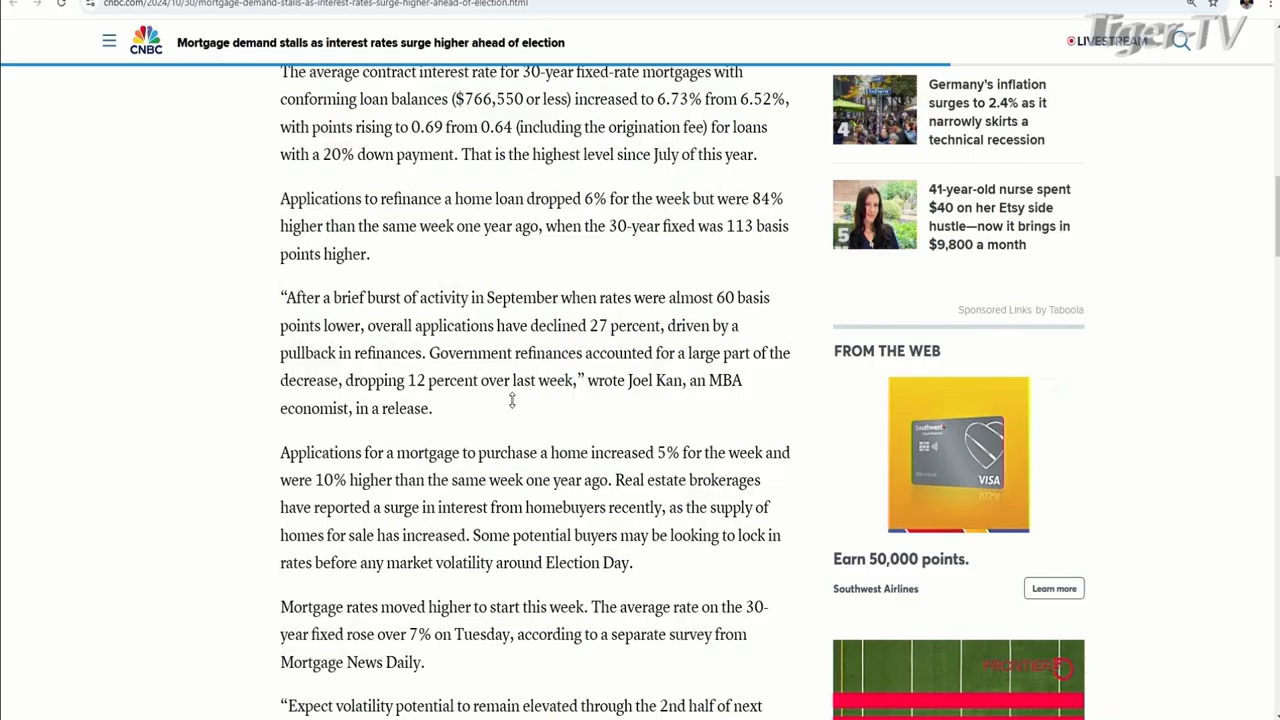 cnbc.com/2024/10/30/mortgage-demand-stalls-as-interest-rates-surge-higher-ahead-of-election.html
CNBC
Mortgage demand stalls as interest rates surge higher ahead of election
LIVESTREAM
Tiger-TV
The average contract interest rate for 30-year fixed-rate mortgages with
conforming loan balances ($766,550 or less) increased to 6.73% from 6.52%,
with points rising to 0.69 from 0.64 (including the origination fee) for loans
with a 20% down payment. That is the highest level since July of this year.
Applications to refinance a home loan dropped 6% for the week but were 84%
higher than the same week one year ago, when the 30-year fixed was 113 basis
points higher.
“After a brief burst of activity in September when rates were almost 60 basis
points lower, overall applications have declined 27 percent, driven by a
pullback in refinances. Government refinances accounted for a large part of the
decrease, dropping 12 percent over last week,” wrote Joel Kan, an MBA
economist, in a release.
Applications for a mortgage to purchase a home increased 5% for the week and
were 10% higher than the same week one year ago. Real estate brokerages
have reported a surge in interest from homebuyers recently, as the supply of
homes for sale has increased. Some potential buyers may be looking to lock in
rates before any market volatility around Election Day.
Mortgage rates moved higher to start this week. The average rate on the 30-
year fixed rose over 7% on Tuesday, according to a separate survey from
Mortgage News Daily.
“Expect volatility potential to remain elevated through the 2nd half of next
4
Germany’s inflation
surges to 2.4% as it
narrowly skirts a
technical recession
5
41-year-old nurse spent
$40 on her Etsy side
hustle—now it brings in
$9,800 a month
Sponsored Links by Taboola
FROM THE WEB
Southwest
VISA
Earn 50,000 points.
Southwest Airlines
Learn more
FRONTIER